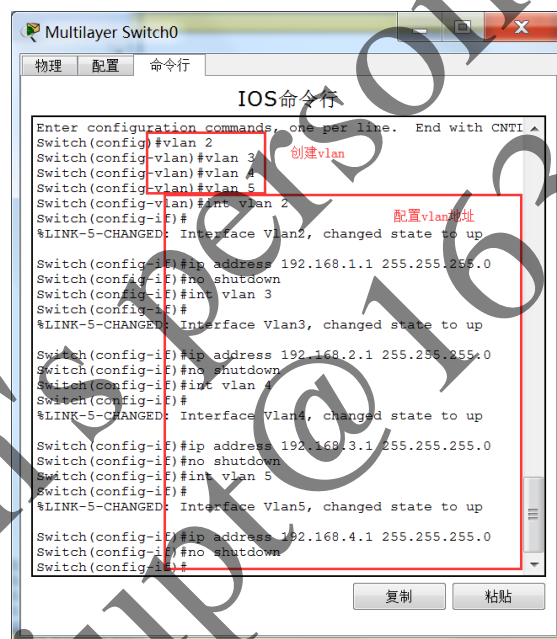 Multilayer Switch0
物理 配置 命令行
IOS命令行
Enter configuration commands, one per line. End with CNTI
Switch(config)#vlan 2
Switch(config-vlan)#vlan 3
Switch(config-vlan)#vlan 4
Switch(config-vlan)#vlan 5
创建vlan
Switch(config-vlan)#int vlan 2
Switch(config-if)#
配置vlan地址
%LINK-5-CHANGED: Interface Vlan2, changed state to up
Switch(config-if)#ip address 192.168.1.1 255.255.255.0
Switch(config-if)#no shutdown
Switch(config-if)#int vlan 3
Switch(config-if)#
%LINK-5-CHANGED: Interface Vlan3, changed state to up
Switch(config-if)#ip address 192.168.2.1 255.255.255.0
Switch(config-if)#no shutdown
Switch(config-if)#int vlan 4
Switch(config-if)#
%LINK-5-CHANGED: Interface Vlan4, changed state to up
Switch(config-if)#ip address 192.168.3.1 255.255.255.0
Switch(config-if)#no shutdown
Switch(config-if)#int vlan 5
Switch(config-if)#
%LINK-5-CHANGED: Interface Vlan5, changed state to up
Switch(config-if)#ip address 192.168.4.1 255.255.255.0
Switch(config-if)#no shutdown
Switch(config-if)#
复制 粘贴